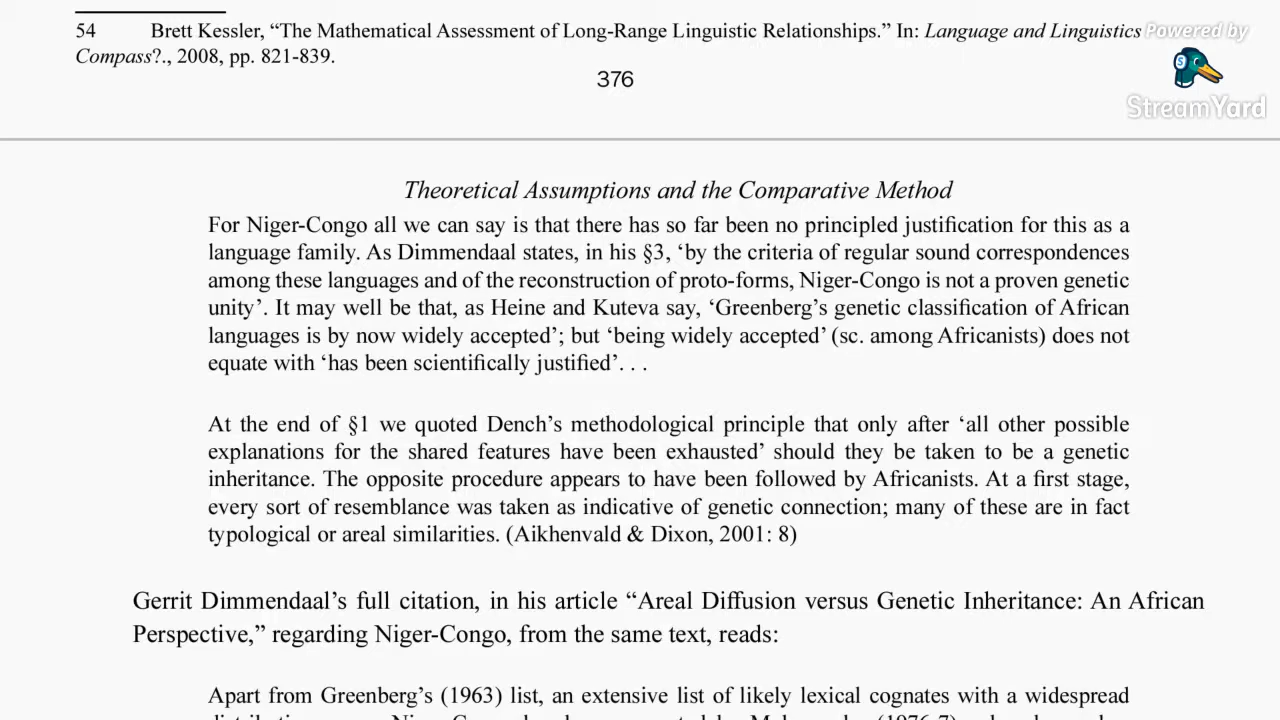 54 Brett Kessler, “The Mathematical Assessment of Long-Range Linguistic Relationships.” In: Language and Linguistics
Compass?., 2008, pp. 821-839.
Powered by
StreamYard
376
Theoretical Assumptions and the Comparative Method
For Niger-Congo all we can say is that there has so far been no principled justification for this as a
language family. As Dimmendaal states, in his §3, ‘by the criteria of regular sound correspondences
among these languages and of the reconstruction of proto-forms, Niger-Congo is not a proven genetic
unity’. It may well be that, as Heine and Kuteva say, ‘Greenberg’s genetic classification of African
languages is by now widely accepted’; but ‘being widely accepted’ (sc. among Africanists) does not
equate with ‘has been scientifically justified’. . .
At the end of §1 we quoted Dench’s methodological principle that only after ‘all other possible
explanations for the shared features have been exhausted’ should they be taken to be a genetic
inheritance. The opposite procedure appears to have been followed by Africanists. At a first stage,
every sort of resemblance was taken as indicative of genetic connection; many of these are in fact
typological or areal similarities. (Aikhenvald & Dixon, 2001: 8)
Gerrit Dimmendaal’s full citation, in his article “Areal Diffusion versus Genetic Inheritance: An African
Perspective,” regarding Niger-Congo, from the same text, reads:
Apart from Greenberg’s (1963) list, an extensive list of likely lexical cognates with a widespread